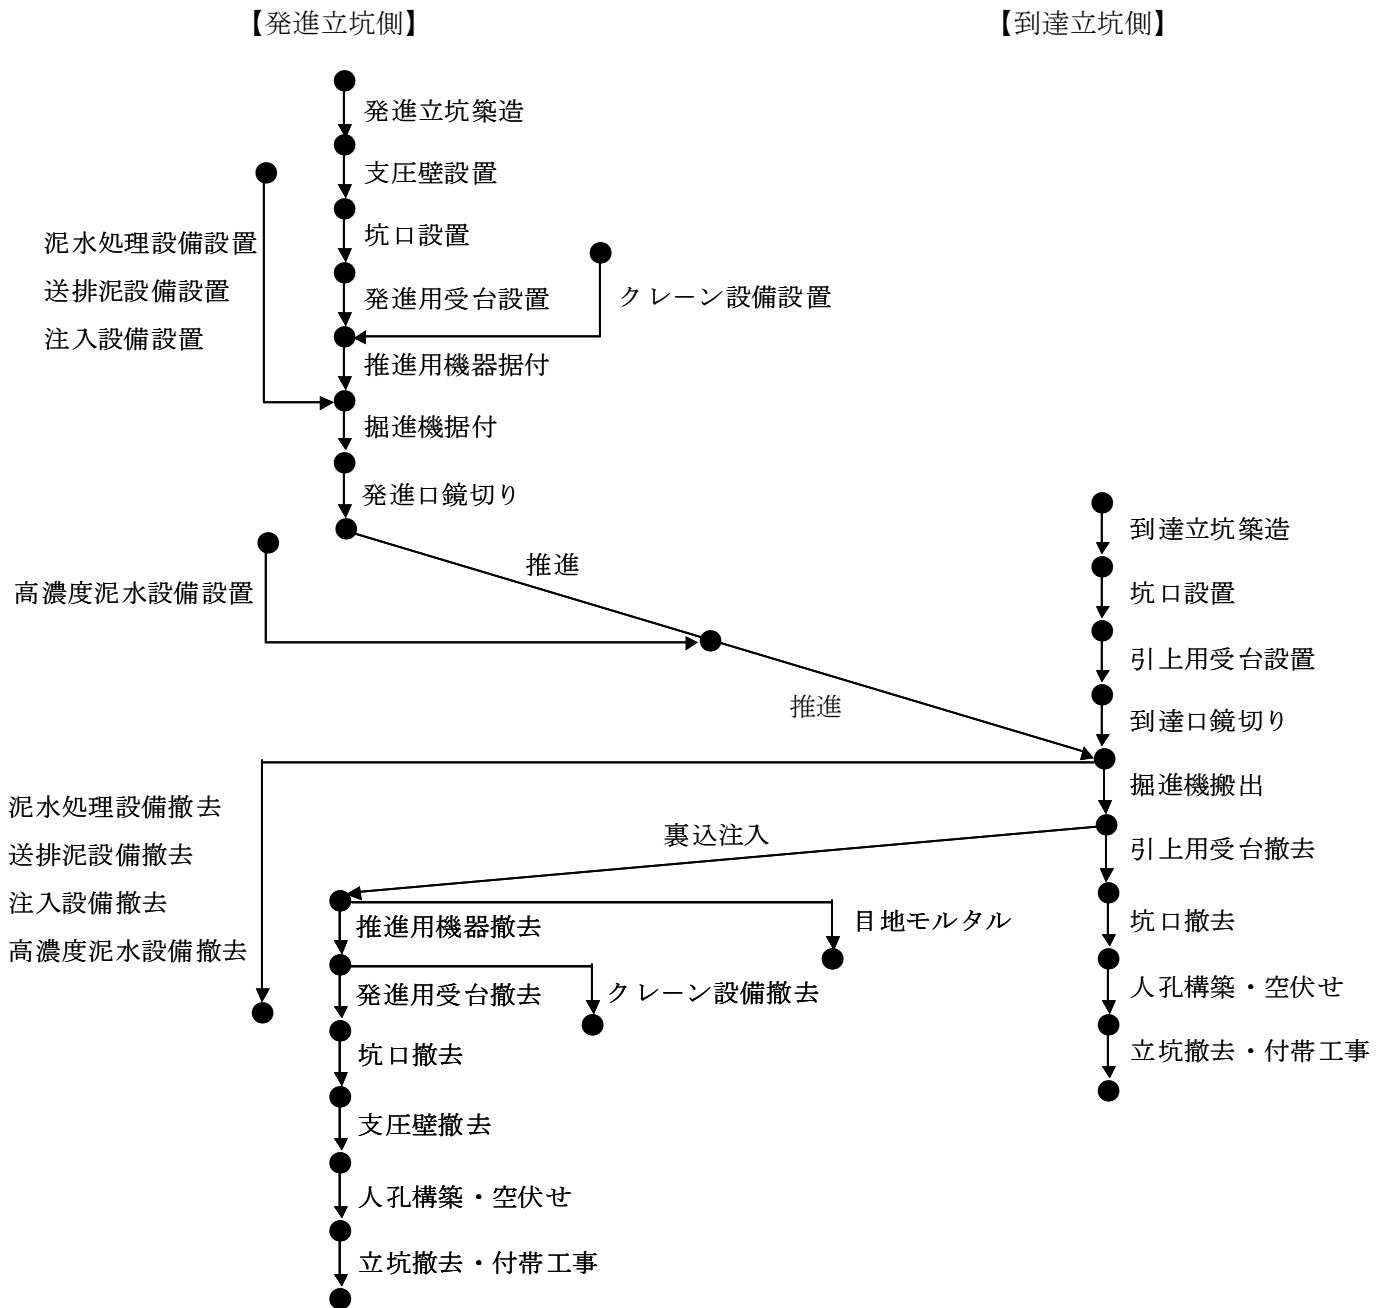 【発進立坑側】
【到達立坑側】
発進立坑築造
支圧壁設置
坑口設置
泥水処理設備設置
送排泥設備設置
注入設備設置
発進用受台設置
クレーン設備設置
推進用機器据付
掘進機据付
発進口鏡切り
推進
高濃度泥水設備設置
到達立坑築造
坑口設置
引上用受台設置
推進
到達口鏡切り
掘進機搬出
泥水処理設備撤去
送排泥設備撤去
注入設備撤去
高濃度泥水設備撤去
裏込注入
引上用受台撤去
推進用機器撤去
目地モルタル
坑口撤去
発進用受台撤去
クレーン設備撤去
人孔構築・空伏せ
坑口撤去
立坑撤去・付帯工事
支圧壁撤去
人孔構築・空伏せ
立坑撤去・付帯工事